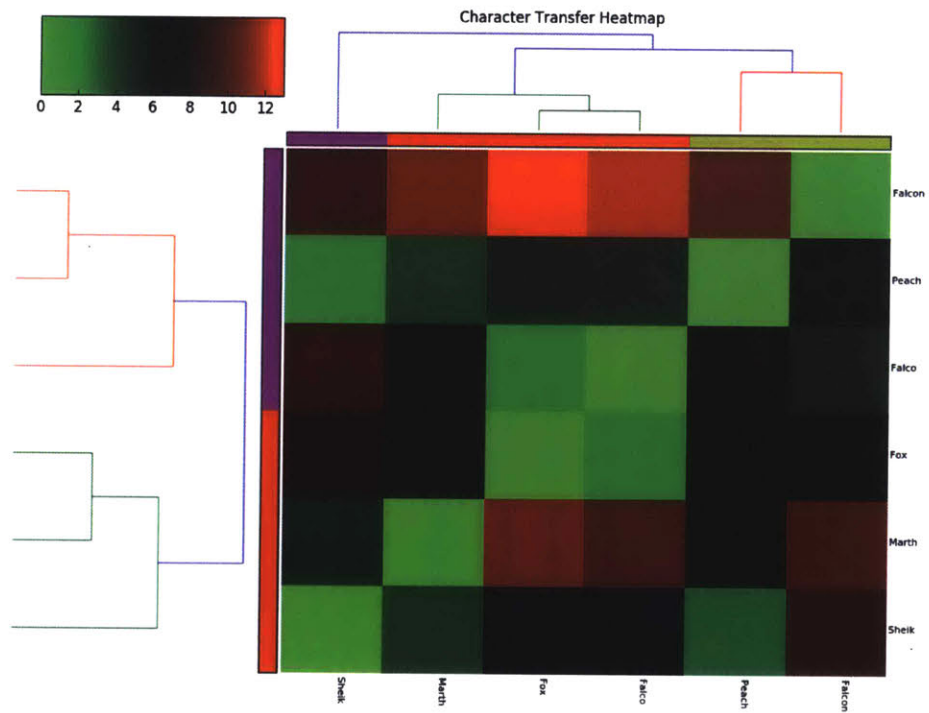 Character Transfer Heatmap
0 2 4 6 8 10 12
Falcon
Peach
Falco
Fox
Marth
Sheik
Sheik Marth Fox Falco Peach Falcon